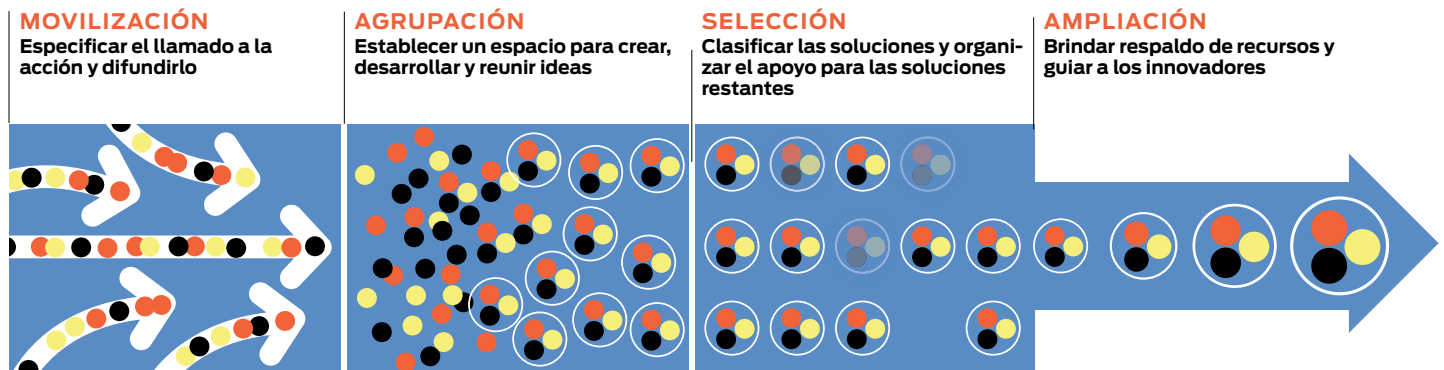 MOVILIZACIÓN
Especificar el llamado a la
acción y difundirlo
AGRUPACIÓN
Establecer un espacio para crear,
desarrollar y reunir ideas
SELECCIÓN
Clasificar las soluciones y organi-
zar el apoyo para las soluciones
restantes
AMPLIACIÓN
Brindar respaldo de recursos y
guiar a los innovadores